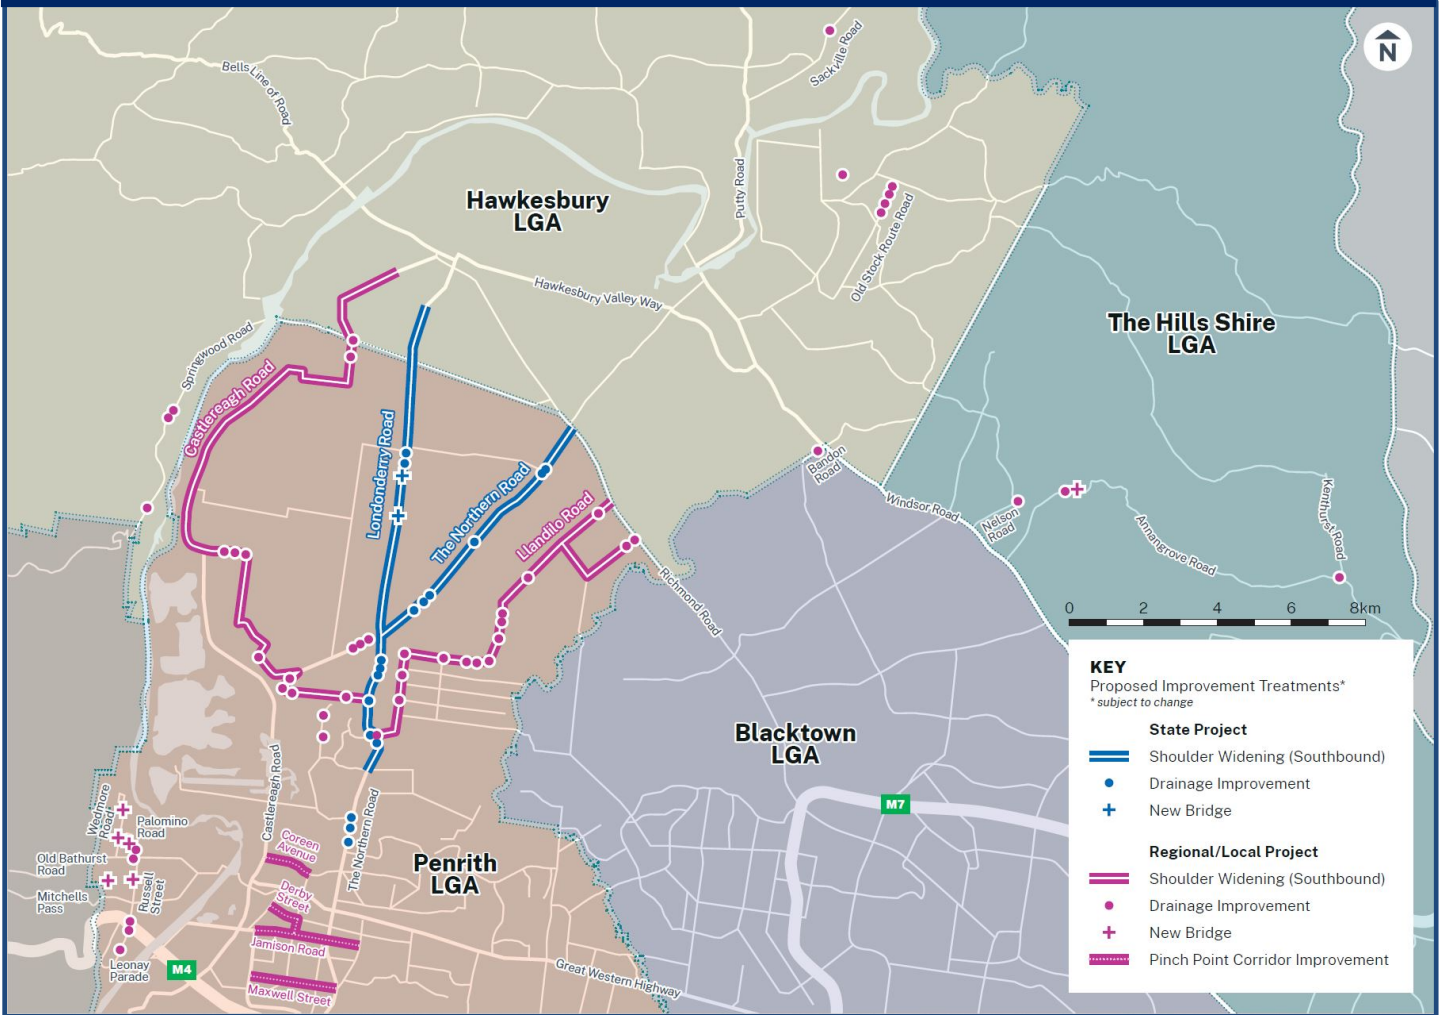 Sackville Road
N
Bells Line of Road
Putty Road
Hawkesbury
LGA
Old Stock Route Road
Hawkesbury Valley Way
The Hills Shire
LGA
Springwood Road
Castlereagh Road
Londonderry Road
The Northern Road
Llandilo Road
Bandon
Road
Windsor Road
Nelson
Road
Annangrove Road
Kenthurst Road
Richmond Road
0 2 4 6 8km
KEY
Proposed Improvement Treatments*
* subject to change
State Project
Shoulder Widening (Southbound)
Drainage Improvement
New Bridge
Regional/Local Project
Shoulder Widening (Southbound)
Drainage Improvement
New Bridge
Pinch Point Corridor Improvement
Blacktown
LGA
M7
Castlereagh Road
The Northern Road
Wedmore
Road
Palomino
Road
Old Bathurst
Road
Mitchells
Pass
Russell
Street
Leonay
Parade
M4
Coreen
Avenue
Derby
Street
Jamison Road
Maxwell Street
Penrith
LGA
Great Western Highway